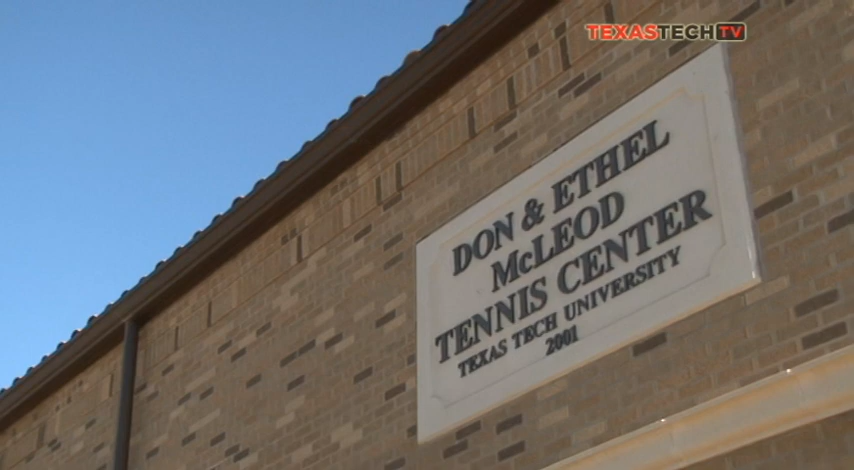 TEXASTECHTV
DON & ETHEL
McLEOD
TENNIS CENTER
TEXAS TECH UNIVERSITY
2001